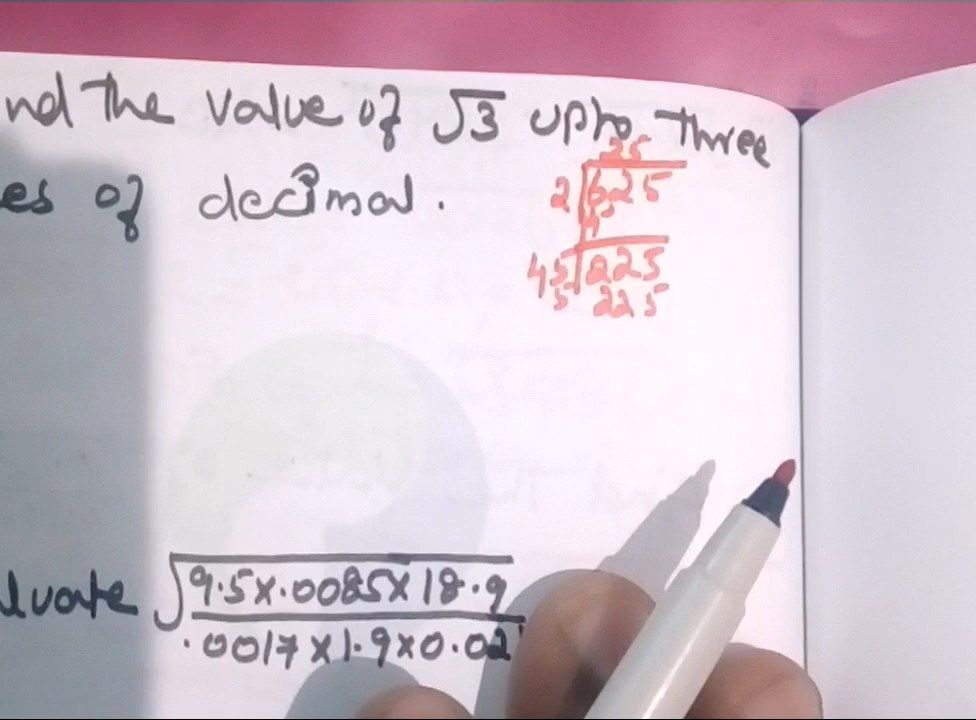 nd the value of √3 upto three
es of decimal.
25
2 625
4
45 225
5 225
luate √9.5×.0085×18.9
.0017×1.9×0.021